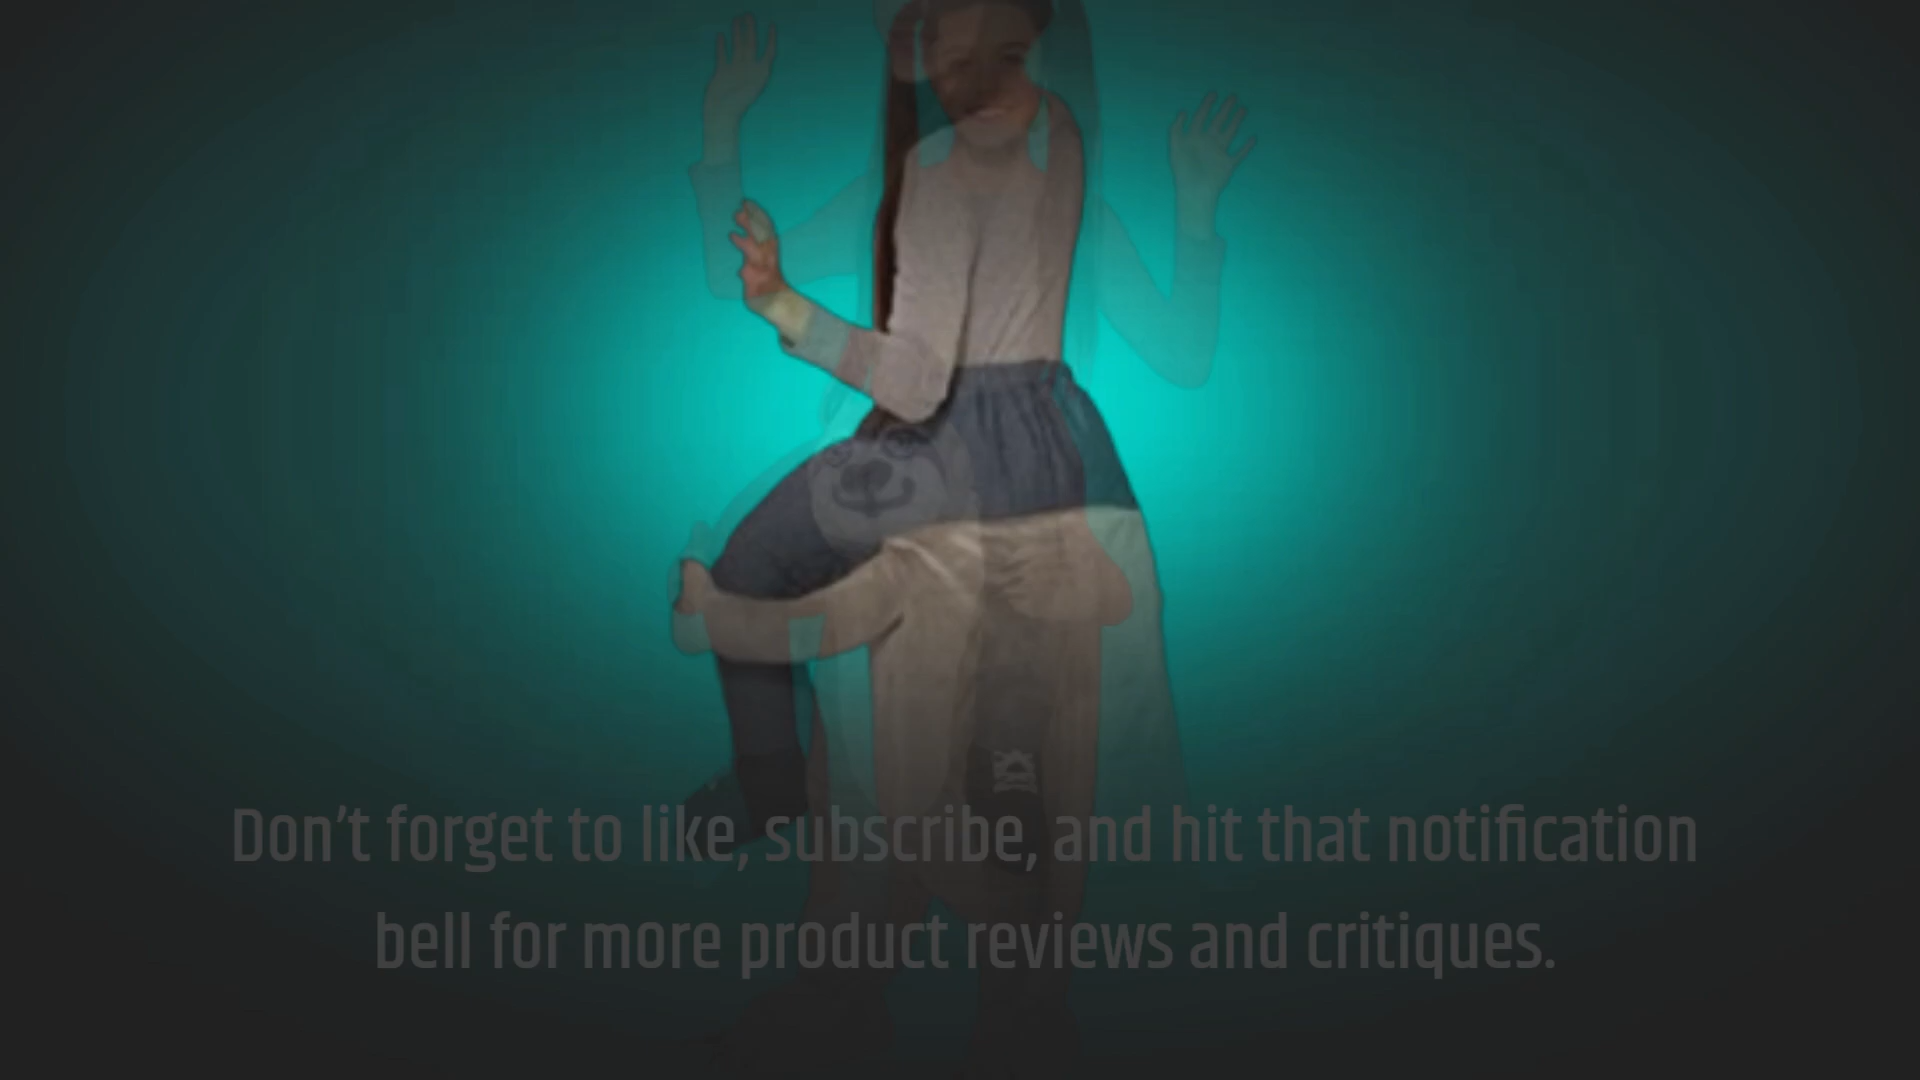 Don’t forget to like, subscribe, and hit that notification
bell for more product reviews and critiques.